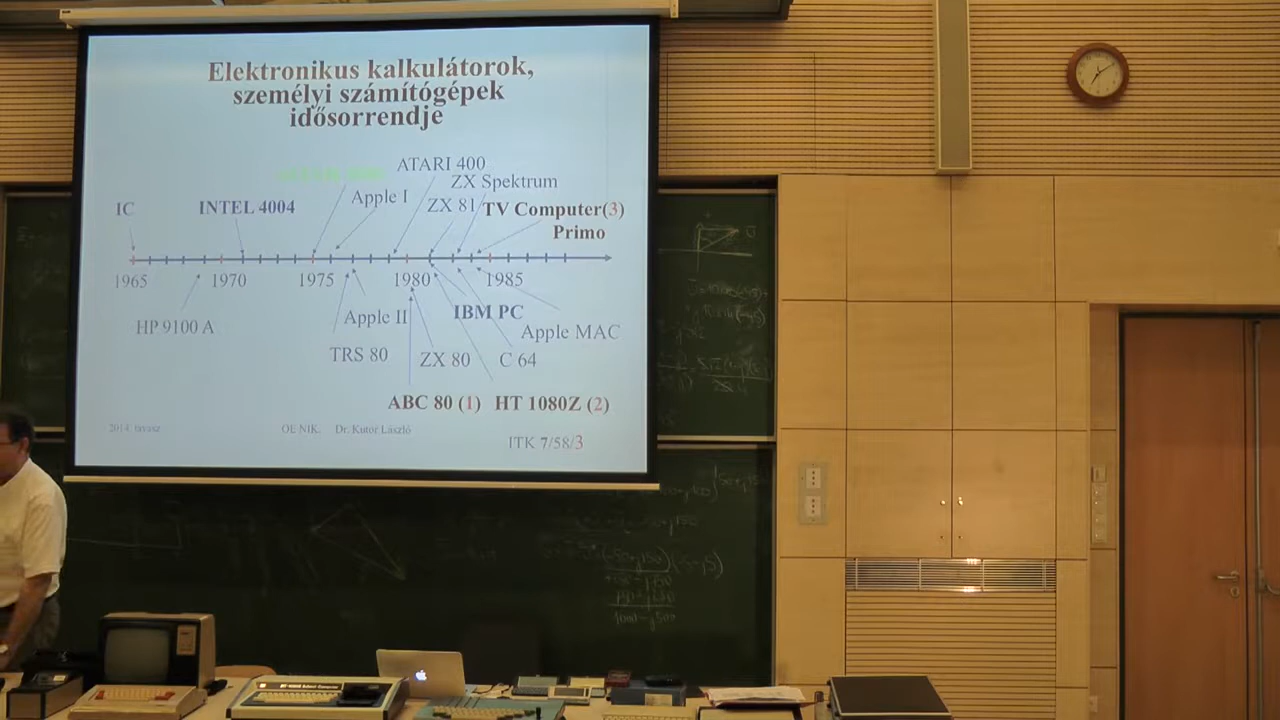 Elektronikus kalkulátorok,
személyi számítógépek
idősorrendje
ATARI 400
ZX Spektrum
Apple I
ZX 81
TV Computer(3)
IC
INTEL 4004
Primo
1965
1970
1975
1980
1985
HP 9100 A
Apple II
IBM PC
Apple MAC
TRS 80
ZX 80
C 64
ABC 80 (1)
HT 1080Z (2)
2014. tavasz
OE NIK.
Dr. Kutor László
ITK 7/58/3